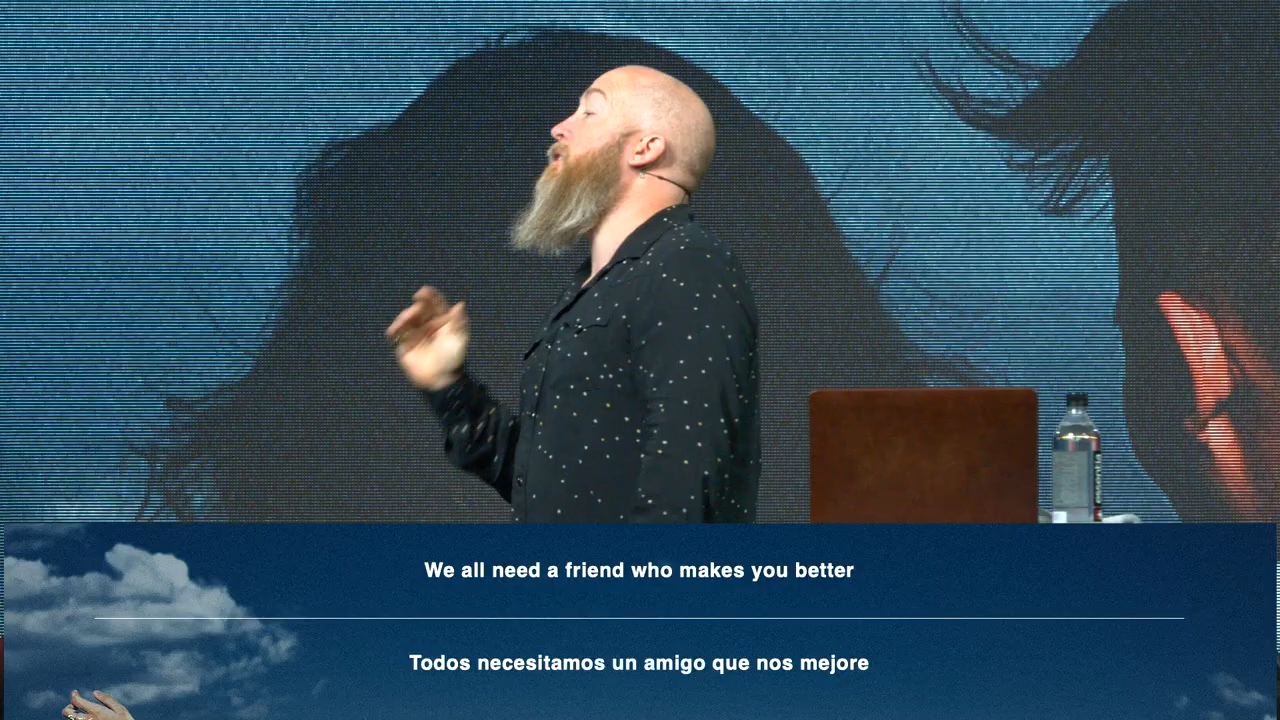 We all need a friend who makes you better
Todos necesitamos un amigo que nos mejore